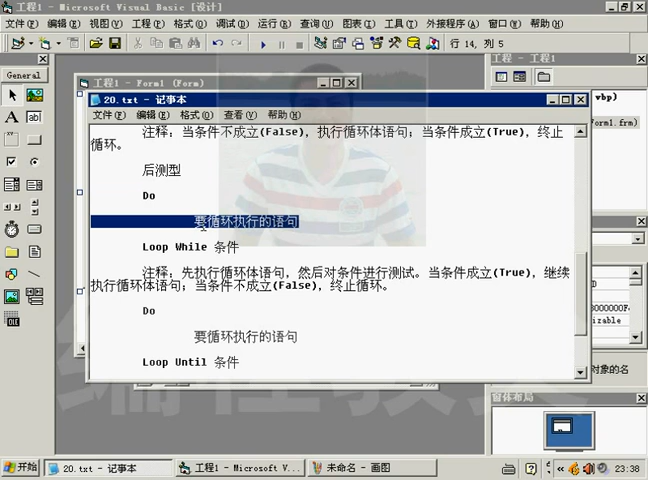 工程1 - Microsoft Visual Basic [设计]
文件(F) 编辑(E) 视图(V) 工程(P) 格式(O) 调试(D) 运行(R) 查询(U) 图表(I) 工具(T) 外接程序(A) 窗口(W) 帮助(H)
行 14, 列 5
General
工程 - 工程1
工程1 - Form1 (Form)
vbp)
Form1.frm)
20.txt - 记事本
文件(F) 编辑(E) 格式(O) 查看(V) 帮助(H)
注释：当条件不成立(False)，执行循环体语句；当条件成立(True)，终止
循环。
后测型
Do
要循环执行的语句
Loop While 条件
注释：先执行循环体语句，然后对条件进行测试。当条件成立(True)，继续
执行循环体语句；当条件不成立(False)，终止循环。
Do
要循环执行的语句
Loop Until 条件
izable
对象的名
窗体布局
开始 20.txt - 记事本 工程1 - Microsoft V... 未命名 - 画图 23:38